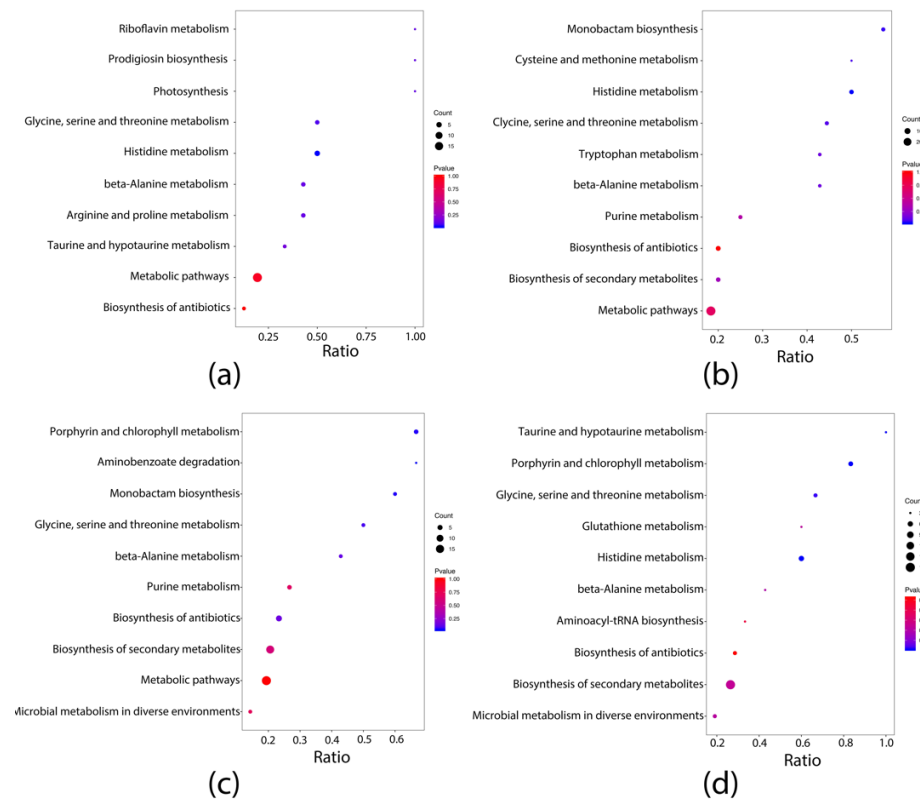 Riboflavin metabolism
Prodigiosin biosynthesis
Photosynthesis
Glycine, serine and threonine metabolism
Histidine metabolism
beta-Alanine metabolism
Arginine and proline metabolism
Taurine and hypotaurine metabolism
Metabolic pathways
Biosynthesis of antibiotics
0.25 0.50 0.75 1.00
Ratio
Count
5
10
15
Pvalue
1.00
0.75
0.50
0.25
(a)
Monobactam biosynthesis
Cysteine and methonine metabolism
Histidine metabolism
Clycine, serine and threonine metabolism
Tryptophan metabolism
beta-Alanine metabolism
Purine metabolism
Biosynthesis of antibiotics
Biosynthesis of secondary metabolites
Metabolic pathways
0.2 0.3 0.4 0.5
Ratio
Count
Pvalue
(b)
Porphyrin and chlorophyll metabolism
Aminobenzoate degradation
Monobactam biosynthesis
Glycine, serine and threonine metabolism
beta-Alanine metabolism
Purine metabolism
Biosynthesis of antibiotics
Biosynthesis of secondary metabolites
Metabolic pathways
Microbial metabolism in diverse environments
0.2 0.3 0.4 0.5 0.6
Ratio
Count
5
10
15
Pvalue
1.00
0.75
0.50
0.25
(c)
Taurine and hypotaurine metabolism
Porphyrin and chlorophyll metabolism
Glycine, serine and threonine metabolism
Glutathione metabolism
Histidine metabolism
beta-Alanine metabolism
Aminoacyl-tRNA biosynthesis
Biosynthesis of antibiotics
Biosynthesis of secondary metabolites
Microbial metabolism in diverse environments
0.2 0.4 0.6 0.8 1.0
Ratio
(d)